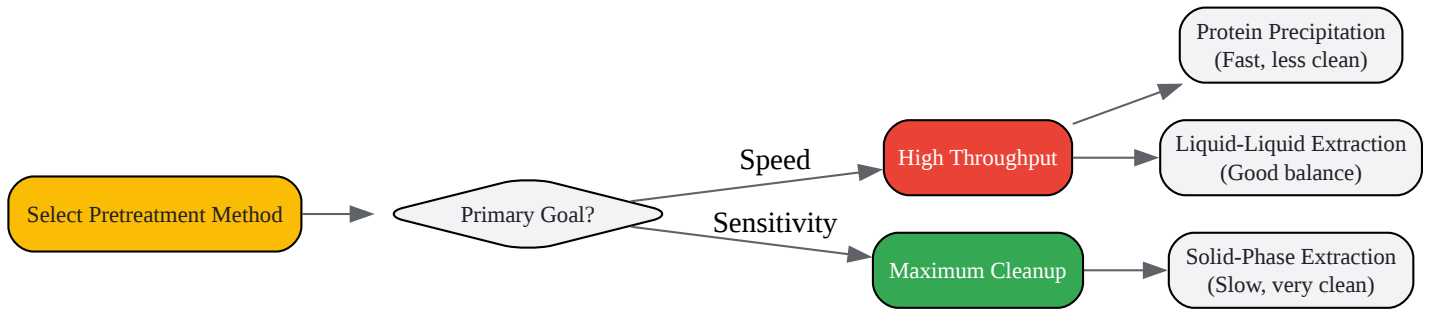 Select Pretreatment Method
Primary Goal?
Speed
Sensitivity
High Throughput
Maximum Cleanup
Protein Precipitation
(Fast, less clean)
Liquid-Liquid Extraction
(Good balance)
Solid-Phase Extraction
(Slow, very clean)